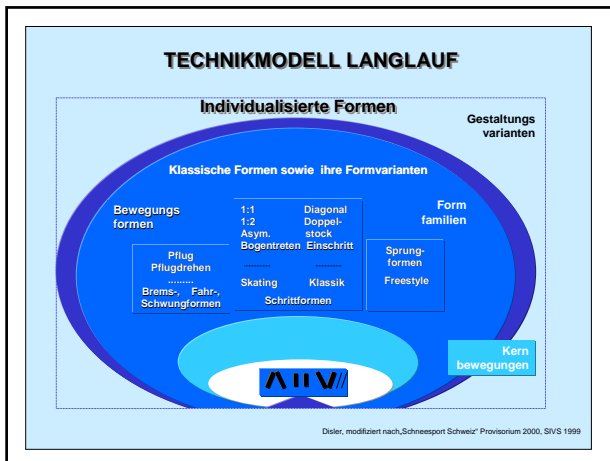 TECHNIKMODELL LANGLAUF
Individualisierte Formen
Gestaltungs
varianten
Klassische Formen sowie ihre Formvarianten
Bewegungs
formen
Form
familien
Pflug
Pflugdrehen
.........
Brems-, Fahr-,
Schwungformen
1:1 Diagonal
1:2 Doppel-
Asym. stock
Bogentreten Einschritt
......... .........
Skating Klassik
Schrittformen
Sprung-
formen
Freestyle
Kern
bewegungen
Disler, modifiziert nach„Schneesport Schweiz“ Provisorium 2000, SIVS 1999